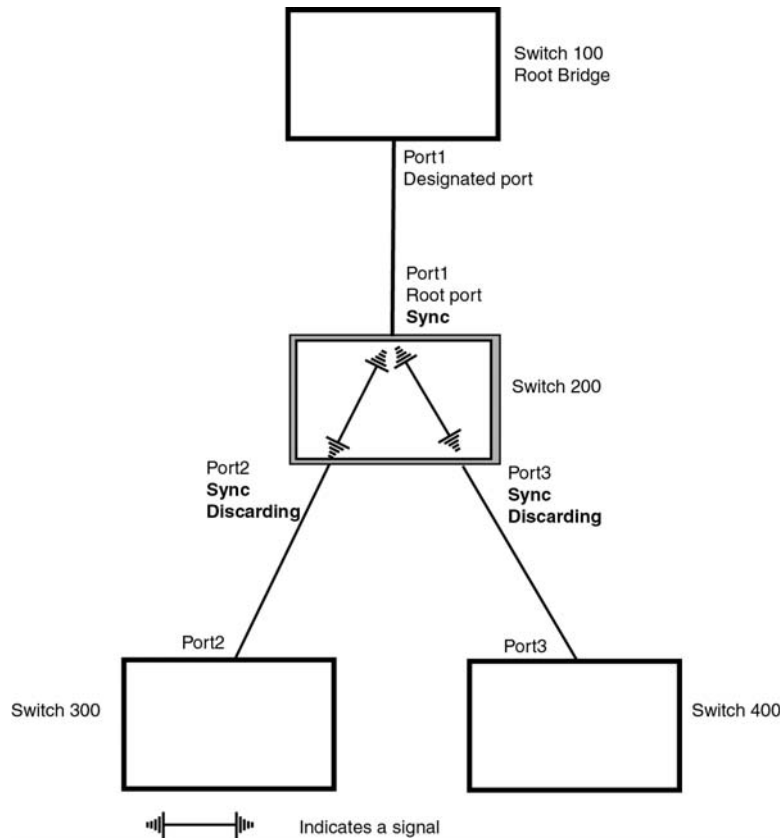 Switch 100
Root Bridge
Port1
Designated port
Port1
Root port
Sync
Switch 200
Port2
Sync
Discarding
Port3
Sync
Discarding
Port2
Port3
Switch 300
Switch 400
Indicates a signal